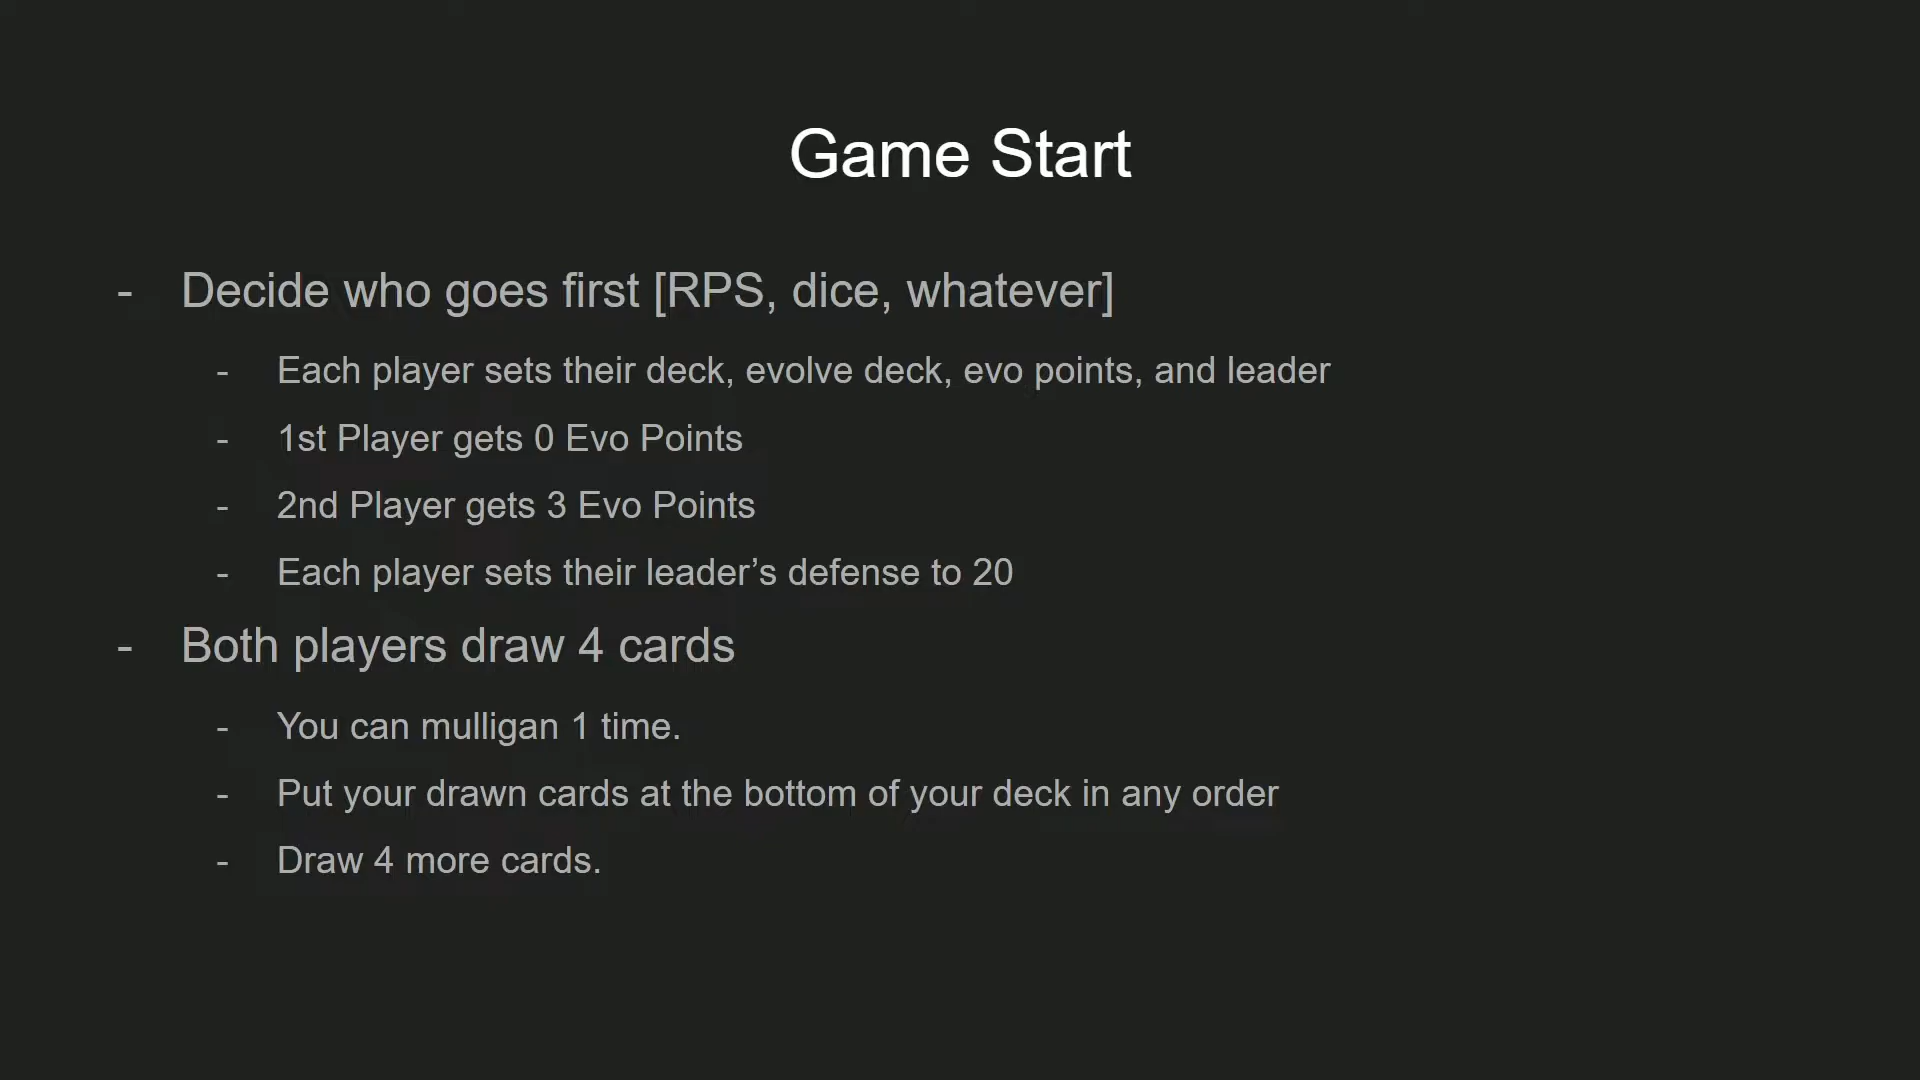 Game Start
- Decide who goes first [RPS, dice, whatever]
- Each player sets their deck, evolve deck, evo points, and leader
- 1st Player gets 0 Evo Points
- 2nd Player gets 3 Evo Points
- Each player sets their leader’s defense to 20
- Both players draw 4 cards
- You can mulligan 1 time.
- Put your drawn cards at the bottom of your deck in any order
- Draw 4 more cards.